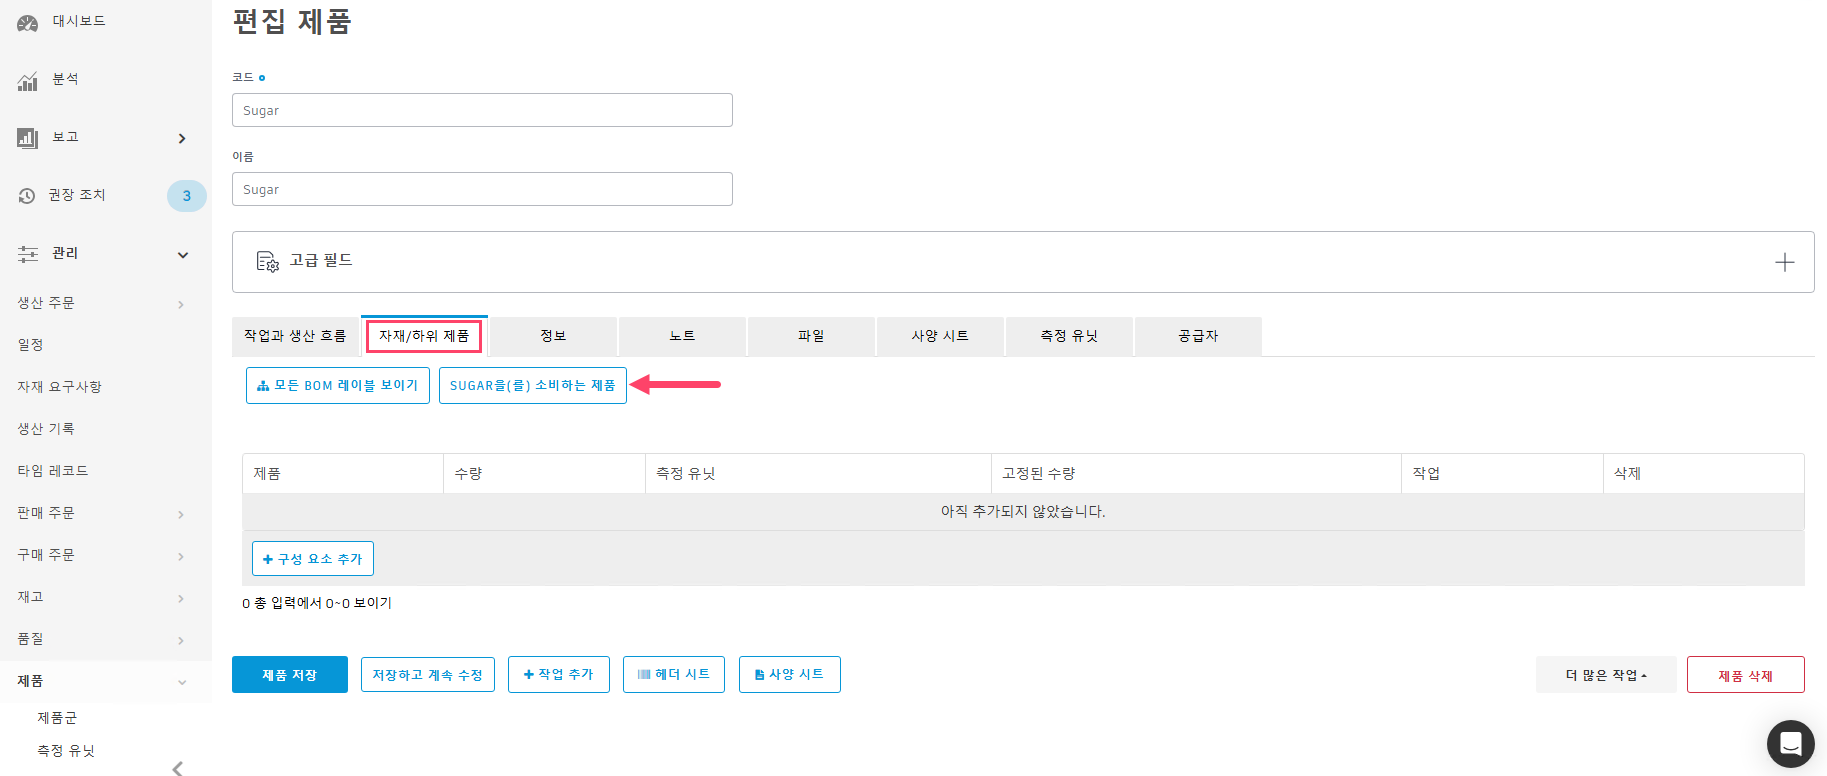 대시보드
분석
보고
권장 조치
3
관리
생산 주문
일정
자재 요구사항
생산 기록
타임 레코드
판매 주문
구매 주문
재고
품질
제품
제품군
측정 유닛
편집 제품
코드
Sugar
이름
Sugar
고급 필드
작업과 생산 흐름
자재/하위 제품
정보
노트
파일
사양 시트
측정 유닛
공급자
모든 BOM 레이블 보이기
SUGAR을(를) 소비하는 제품
제품
수량
측정 유닛
고정된 수량
작업
삭제
아직 추가되지 않았습니다.
+ 구성 요소 추가
0 총 입력에서 0~0 보이기
제품 저장
저장하고 계속 수정
+ 작업 추가
헤더 시트
사양 시트
더 많은 작업
제품 삭제